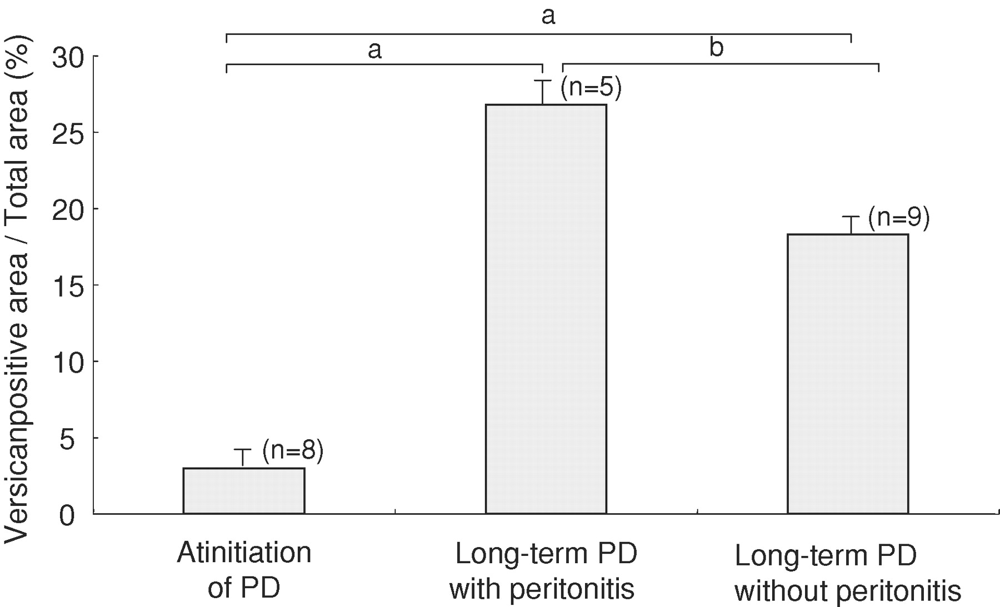 a
a
b
Versicanpositive area / Total area (%)
30
25
20
15
10
5
0
(n=5)
(n=9)
(n=8)
Atinitiation
of PD
Long-term PD
with peritonitis
Long-term PD
without peritonitis